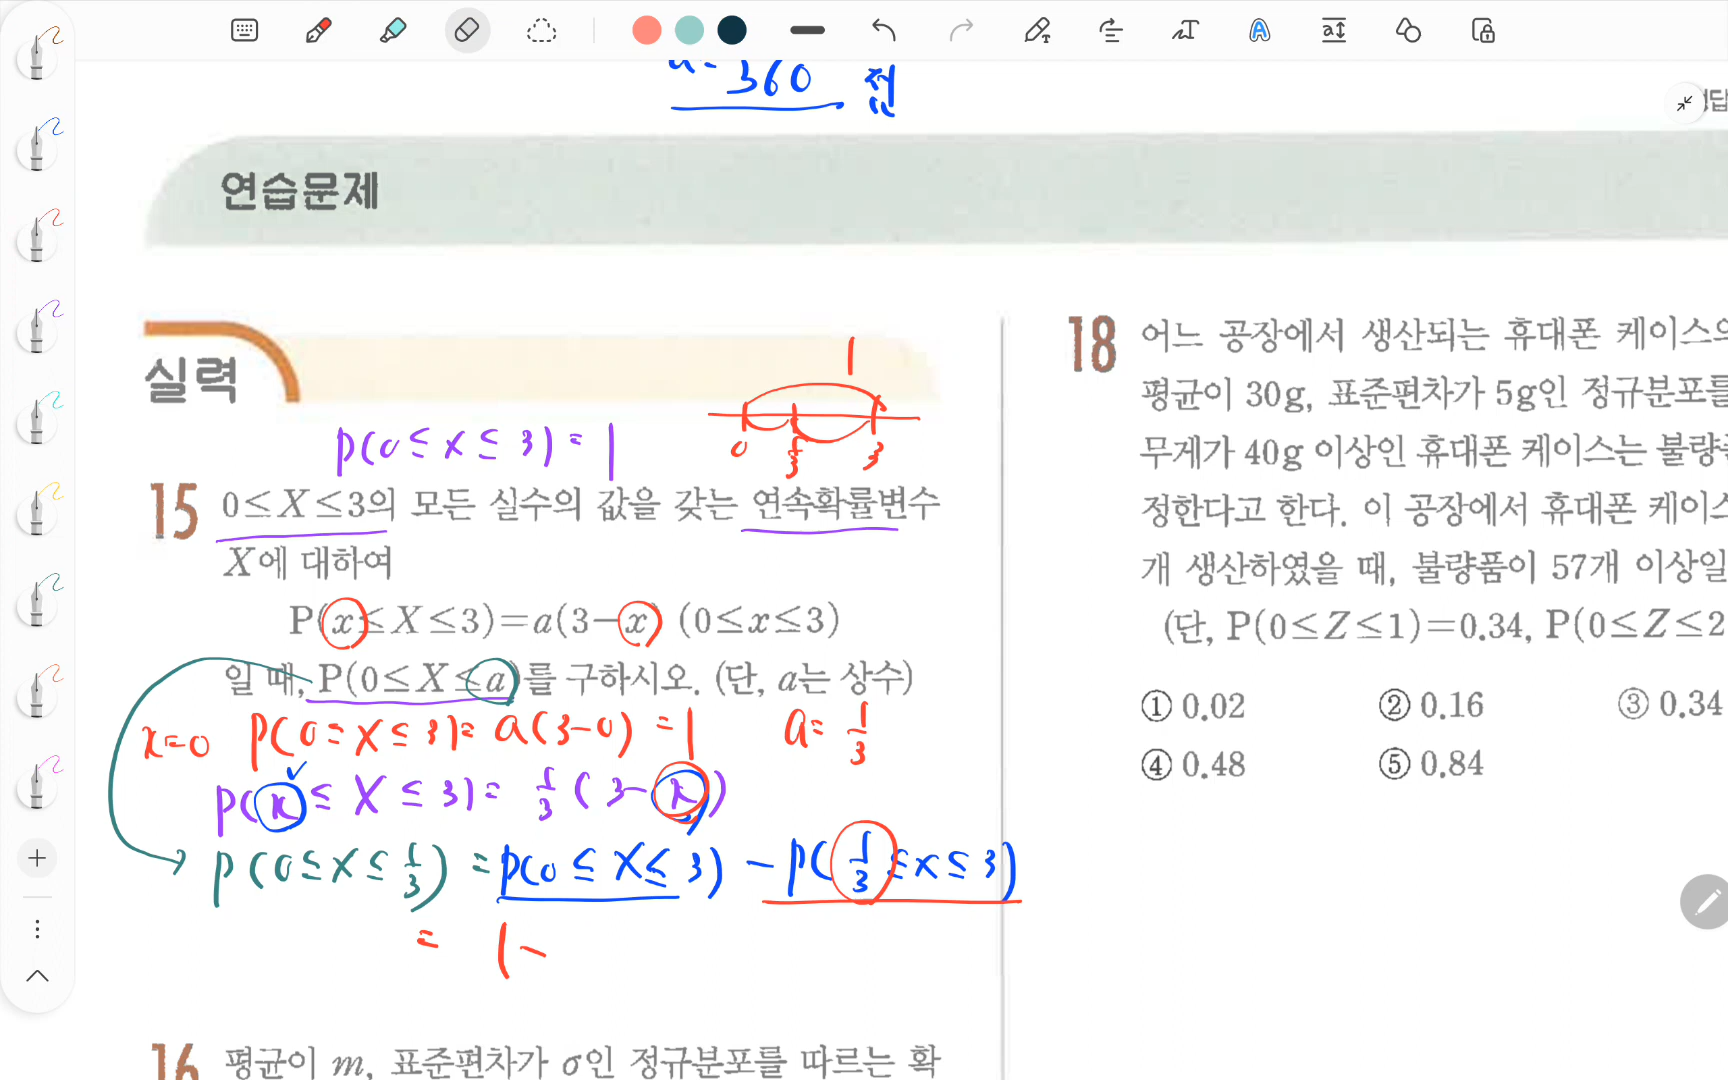 a = 360 전
답
연습문제
실력
1
0 1/3 3
P(0 ≤ X ≤ 3) = 1
15 0≤X≤3의 모든 실수의 값을 갖는 연속확률변수
X에 대하여
P(x≤X≤3)=a(3−x) (0≤x≤3)
일 때, P(0≤X≤a)를 구하시오. (단, a는 상수)
x=0 P(0≤X≤3)= a(3-0) = 1 a= 1/3
P(x ≤ X ≤ 3) = 1/3 (3-x)
P(0≤X≤ 1/3) = P(0 ≤ X ≤ 3) − P(1/3 ≤ X ≤ 3)
= 1 −
16 평균이 m, 표준편차가 σ인 정규분포를 따르는 확
18 어느 공장에서 생산되는 휴대폰 케이스의
평균이 30g, 표준편차가 5g인 정규분포를
무게가 40g 이상인 휴대폰 케이스는 불량
정한다고 한다. 이 공장에서 휴대폰 케이스
개 생산하였을 때, 불량품이 57개 이상일
(단, P(0≤Z≤1)=0.34, P(0≤Z≤2
① 0.02 ② 0.16 ③ 0.34
④ 0.48 ⑤ 0.84